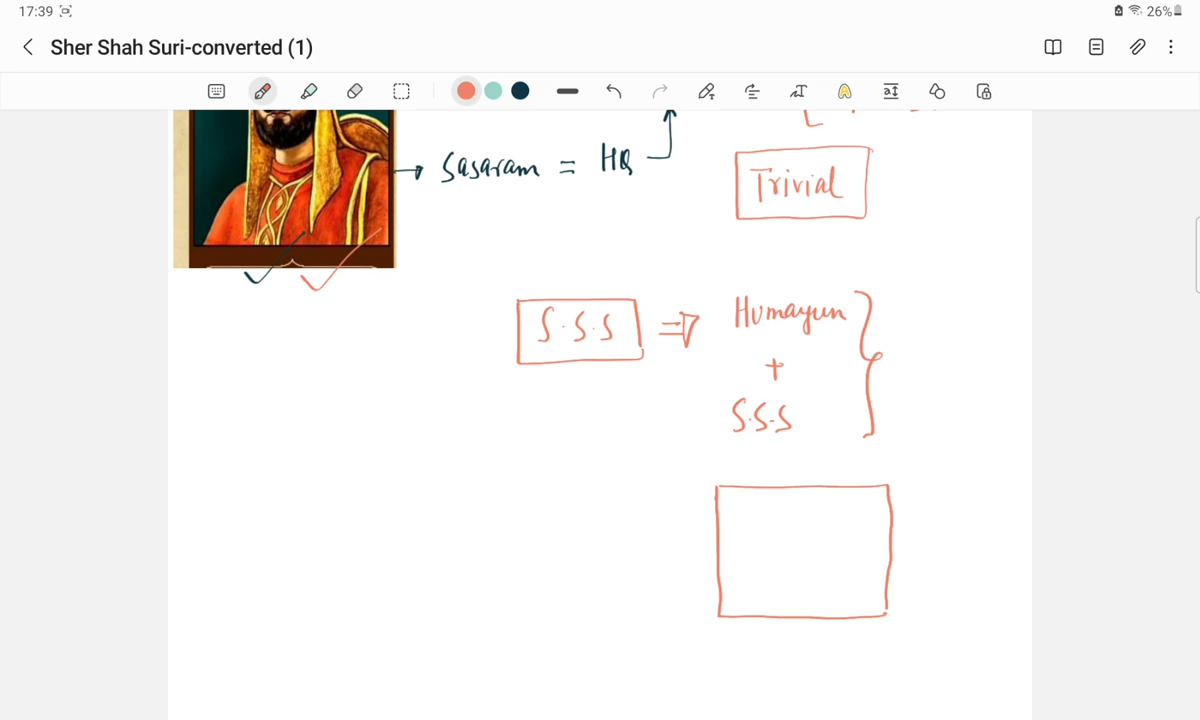 17:39 26%
Sher Shah Suri-converted (1)
Sasaram = HQ
Trivial
S.S.S ⇒ Humayun
+
S.S.S